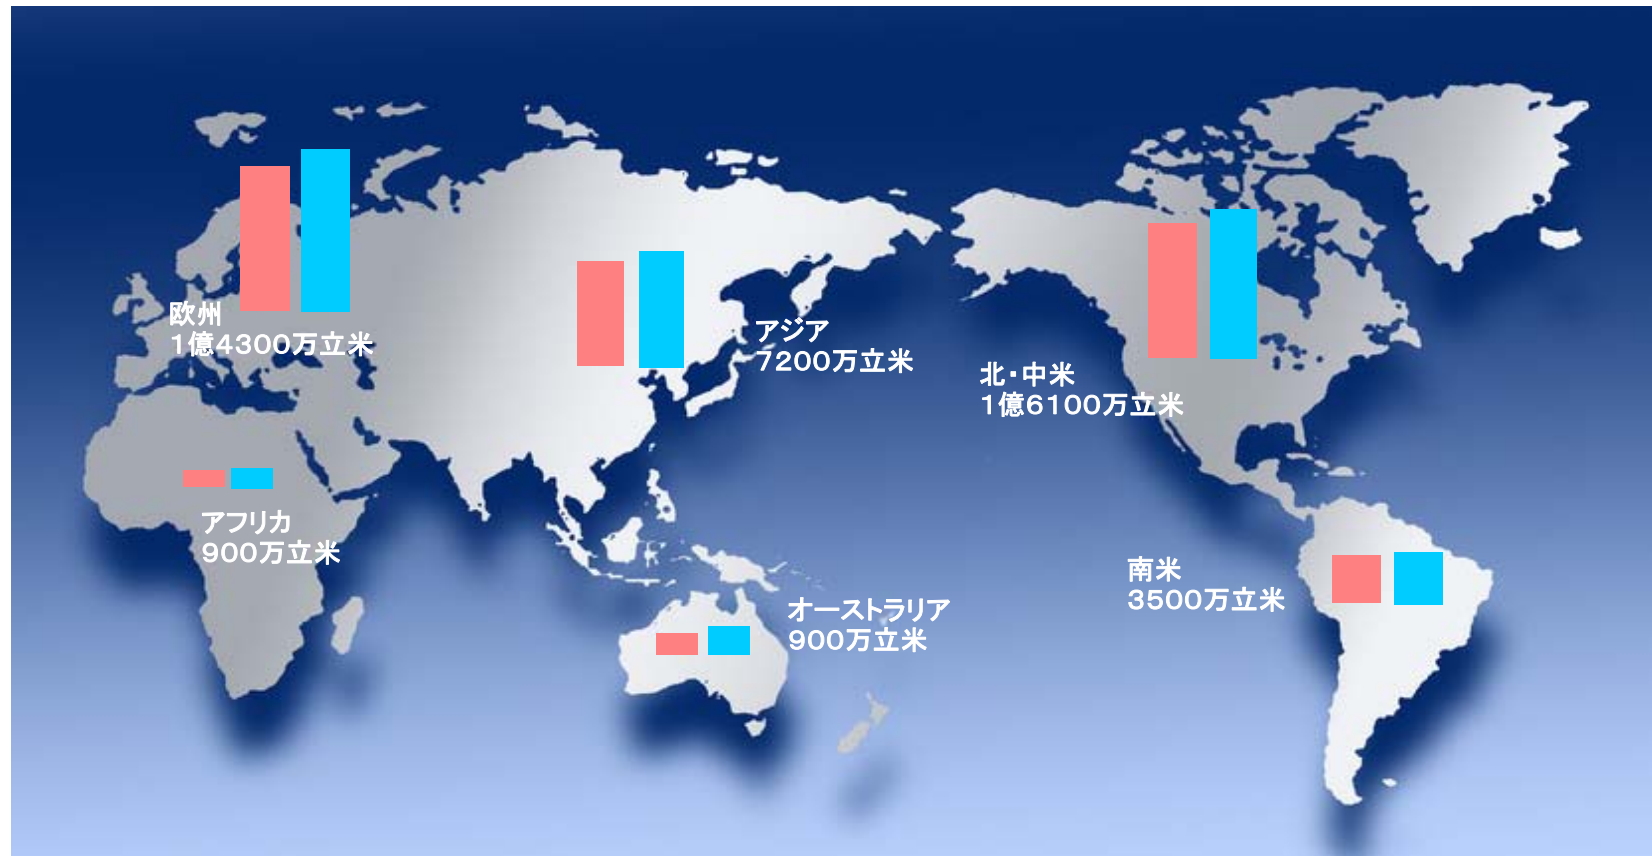 欧州
1億4300万立米
アジア
7200万立米
北・中米
1億6100万立米
アフリカ
900万立米
オーストラリア
900万立米
南米
3500万立米